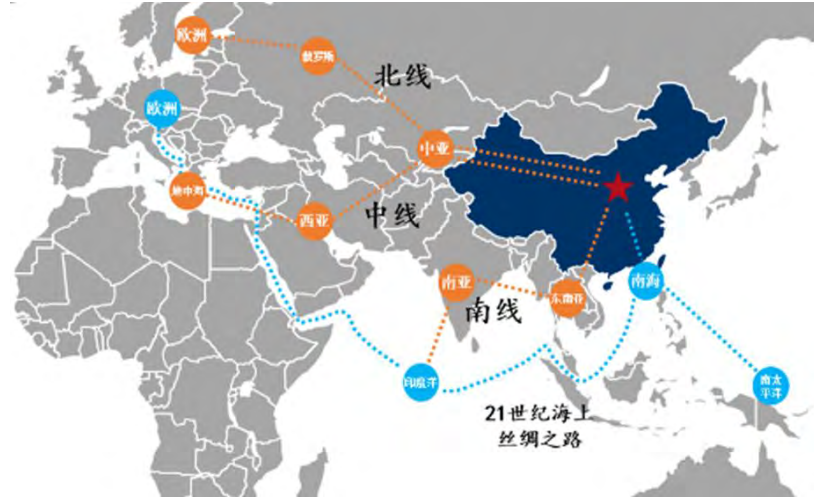 欧洲
俄罗斯
北线
欧洲
中亚
地中海
西亚
中线
南亚
南线
东南亚
南海
印度洋
南太
平洋
21世纪海上
丝绸之路